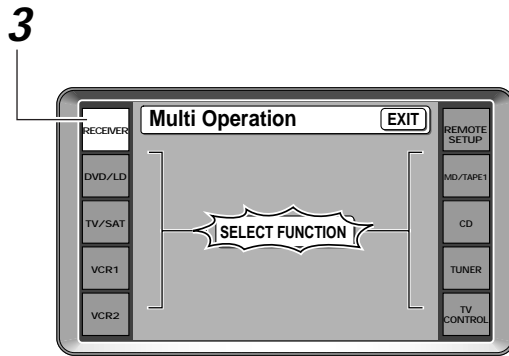 3
RECEIVER
Multi Operation
EXIT
REMOTE
SETUP
DVD/LD
MD/TAPE1
TV/SAT
SELECT FUNCTION
CD
VCR1
TUNER
VCR2
TV
CONTROL